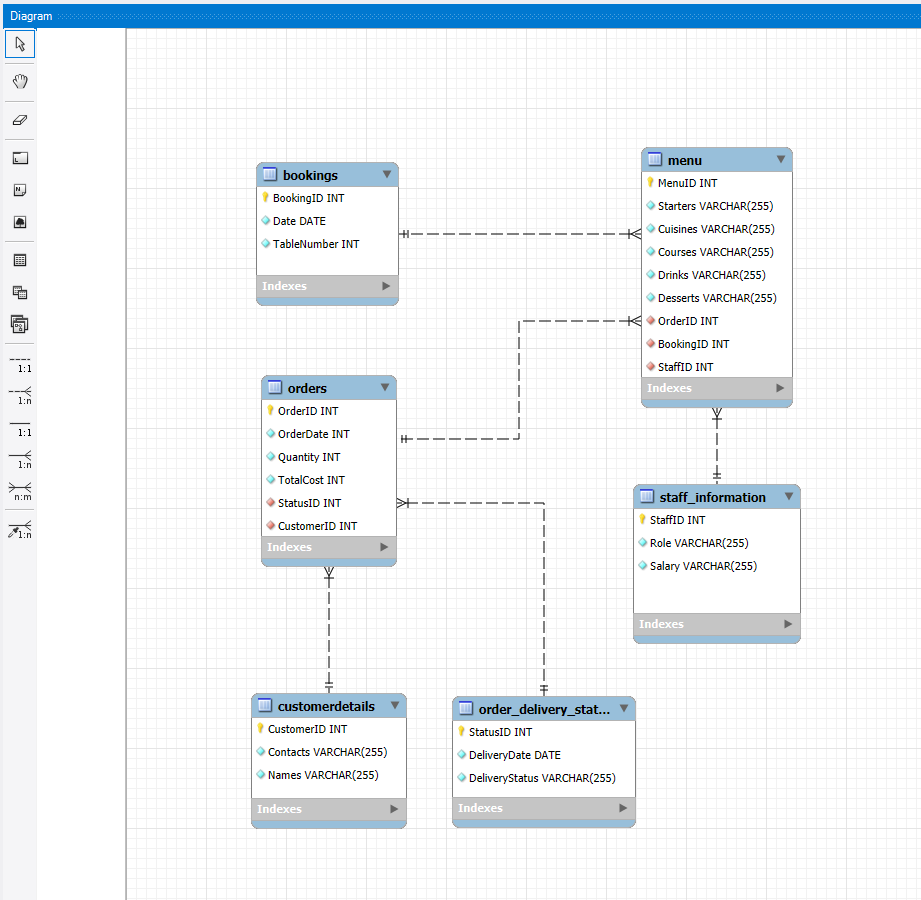 Diagram
1:1
1:n
1:1
1:n
n:m
1:n
bookings
BookingID INT
Date DATE
TableNumber INT
Indexes
menu
MenuID INT
Starters VARCHAR(255)
Cuisines VARCHAR(255)
Courses VARCHAR(255)
Drinks VARCHAR(255)
Desserts VARCHAR(255)
OrderID INT
BookingID INT
StaffID INT
Indexes
orders
OrderID INT
OrderDate INT
Quantity INT
TotalCost INT
StatusID INT
CustomerID INT
Indexes
staff_information
StaffID INT
Role VARCHAR(255)
Salary VARCHAR(255)
Indexes
customerdetails
CustomerID INT
Contacts VARCHAR(255)
Names VARCHAR(255)
Indexes
order_delivery_stat...
StatusID INT
DeliveryDate DATE
DeliveryStatus VARCHAR(255)
Indexes